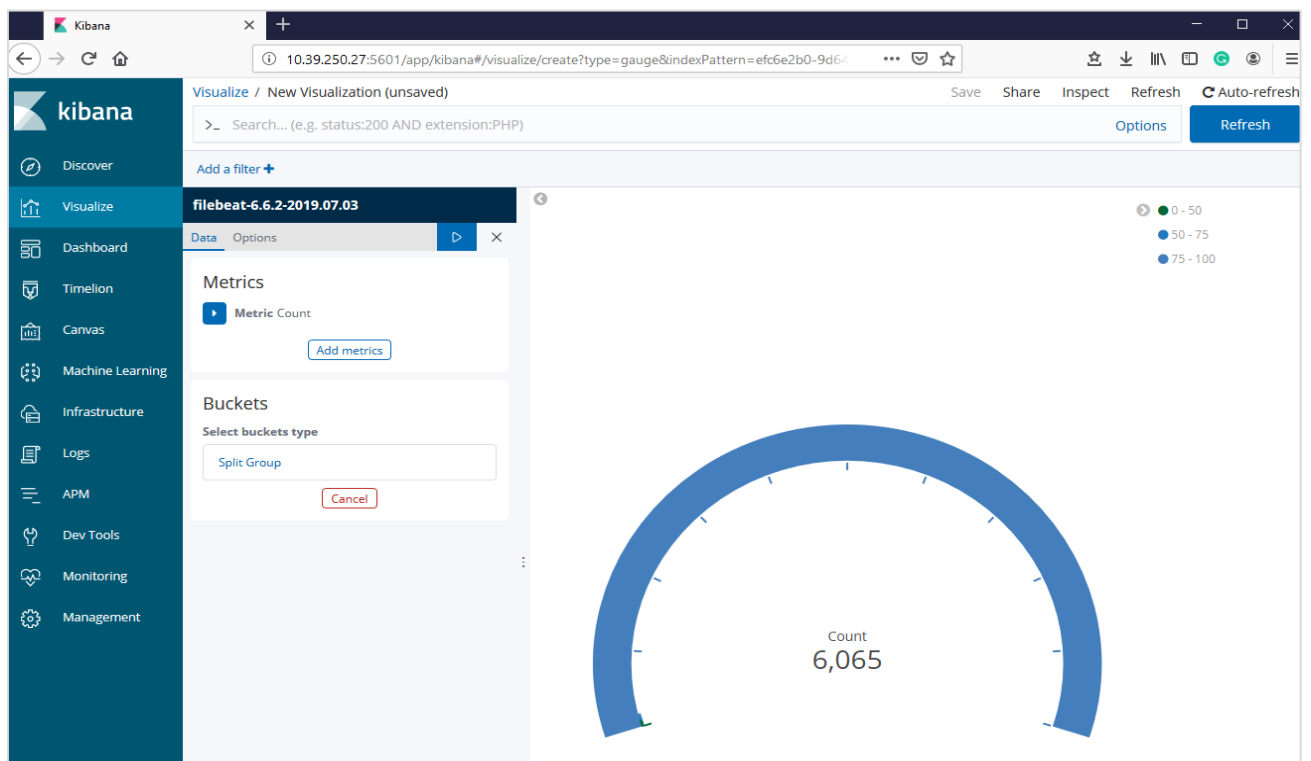 Kibana
10.39.250.27:5601/app/kibana#/visualize/create?type=gauge&indexPattern=efc6e2b0-9d64
kibana
Discover
Visualize
Dashboard
Timelion
Canvas
Machine Learning
Infrastructure
Logs
APM
Dev Tools
Monitoring
Management
Visualize / New Visualization (unsaved)
Save Share Inspect Refresh Auto-refresh
>_ Search... (e.g. status:200 AND extension:PHP)
Options Refresh
Add a filter +
filebeat-6.6.2-2019.07.03
Data Options
Metrics
Metric Count
Add metrics
Buckets
Select buckets type
Split Group
Cancel
0 - 50
50 - 75
75 - 100
Count
6,065